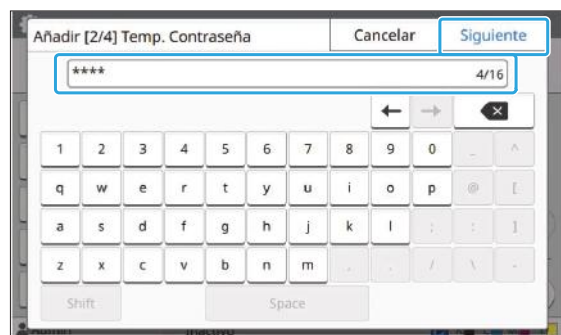 Añadir [2/4] Temp. Contraseña Cancelar Siguiente
**** 4/16
← →
1 2 3 4 5 6 7 8 9 0 _ ^
q w e r t y u i o p @ [
a s d f g h j k l ; : ]
z x c v b n m , . / \ -
Shift Space
Admin